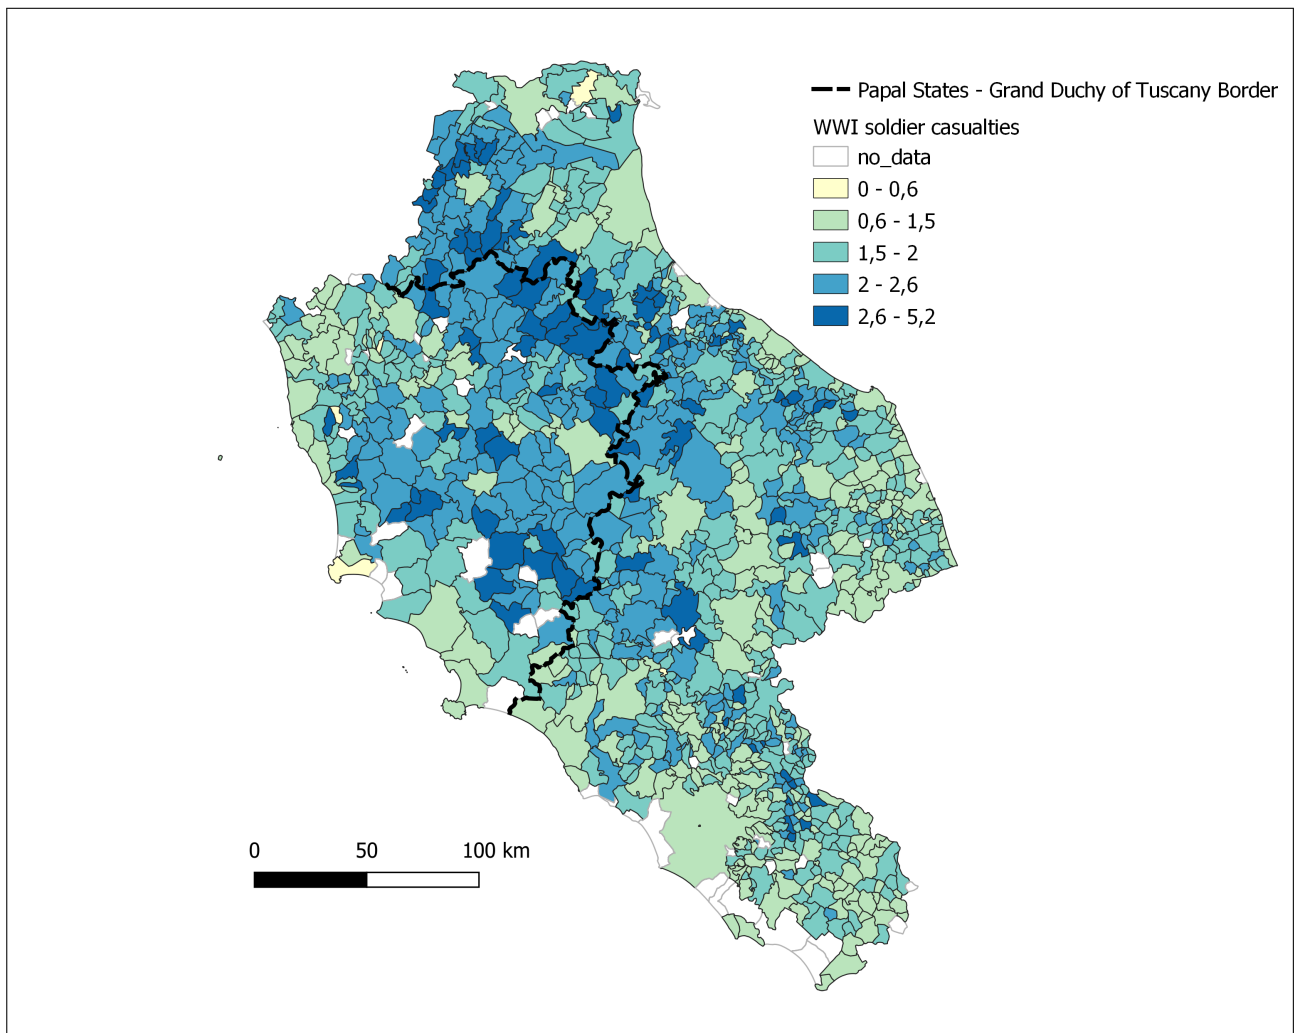 Papal States - Grand Duchy of Tuscany Border
WWI soldier casualties
no_data
0 - 0,6
0,6 - 1,5
1,5 - 2
2 - 2,6
2,6 - 5,2
0 50 100 km